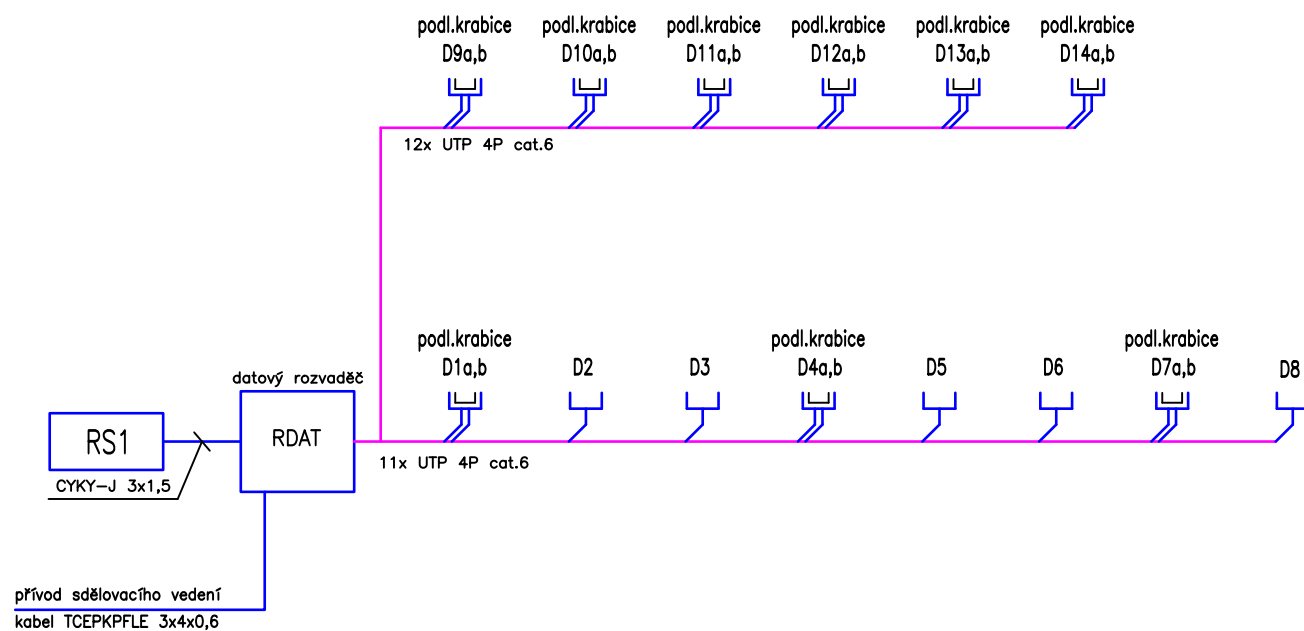 podl.krabice podl.krabice podl.krabice podl.krabice podl.krabice podl.krabice
D9a,b D10a,b D11a,b D12a,b D13a,b D14a,b
12x UTP 4P cat.6
podl.krabice podl.krabice podl.krabice
D1a,b D2 D3 D4a,b D5 D6 D7a,b D8
datový rozvaděč
RS1 RDAT
11x UTP 4P cat.6
CYKY-J 3x1,5
přívod sdělovacího vedení
kabel TCEPKPFLE 3x4x0,6